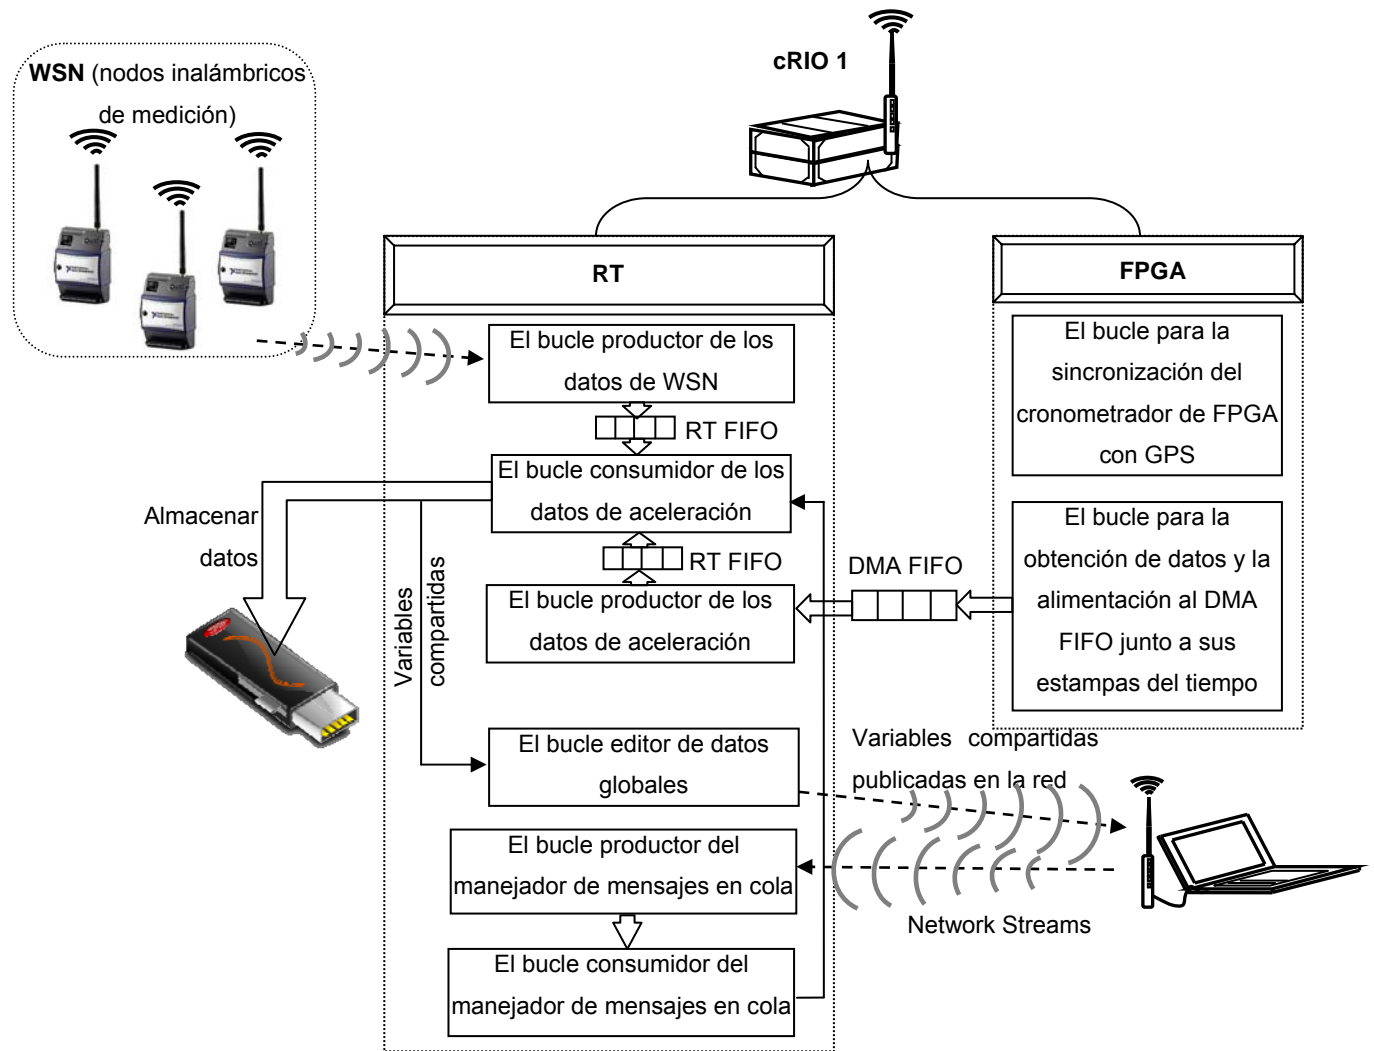 cRIO 1
WSN (nodos inalámbricos
de medición)
RT
FPGA
El bucle productor de los
datos de WSN
RT FIFO
El bucle consumidor de los
datos de aceleración
RT FIFO
El bucle productor de los
datos de aceleración
DMA FIFO
El bucle para la
sincronización del
cronometrador de FPGA
con GPS
El bucle para la
obtención de datos y la
alimentación al DMA
FIFO junto a sus
estampas del tiempo
Almacenar
datos
Variables
compartidas
El bucle editor de datos
globales
Variables compartidas
publicadas en la red
El bucle productor del
manejador de mensajes en cola
Network Streams
El bucle consumidor del
manejador de mensajes en cola